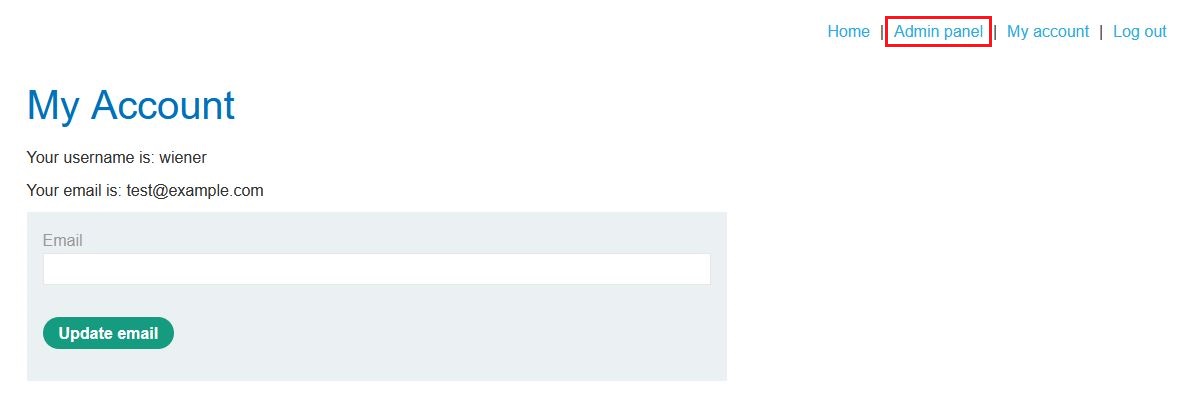 Home | Admin panel | My account | Log out
My Account
Your username is: wiener
Your email is: test@example.com
Email
Update email